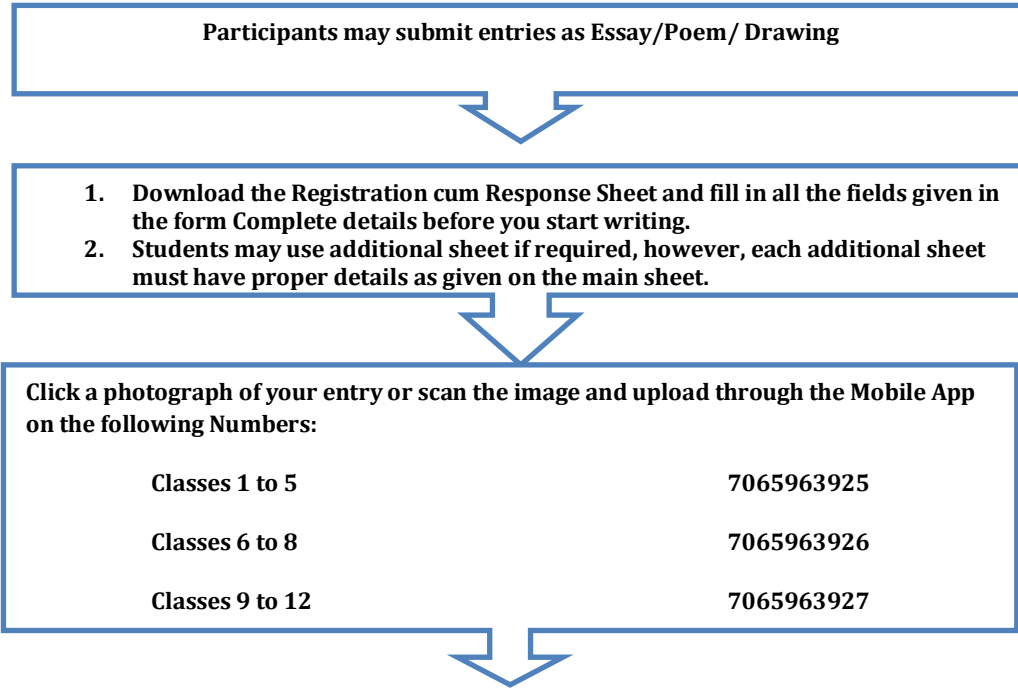 Participants may submit entries as Essay/Poem/ Drawing
1. Download the Registration cum Response Sheet and fill in all the fields given in
the form Complete details before you start writing.
2. Students may use additional sheet if required, however, each additional sheet
must have proper details as given on the main sheet.
Click a photograph of your entry or scan the image and upload through the Mobile App
on the following Numbers:
Classes 1 to 5 7065963925
Classes 6 to 8 7065963926
Classes 9 to 12 7065963927